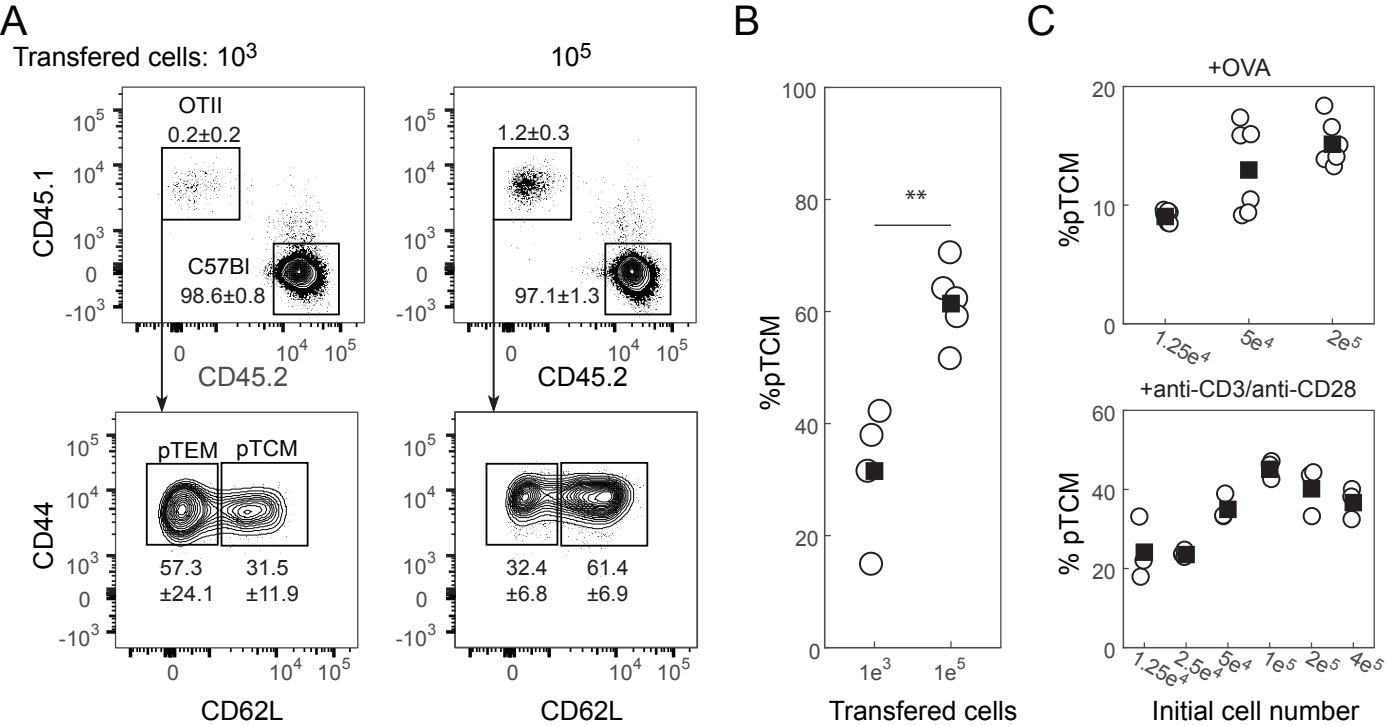 A
Transfered cells: 10³
10⁵
CD45.1
10⁵
10⁴
10³
0
-10³
OTII
0.2±0.2
C57Bl
98.6±0.8
0
10⁴
10⁵
CD45.2
10⁵
10⁴
10³
0
-10³
1.2±0.3
97.1±1.3
0
10⁴
10⁵
CD45.2
CD44
10⁵
10⁴
10³
0
-10³
pTEM
pTCM
57.3
±24.1
31.5
±11.9
0
10⁴
10⁵
CD62L
10⁵
10⁴
10³
0
-10³
32.4
±6.8
61.4
±6.9
0
10⁴
10⁵
CD62L
B
%pTCM
100
80
60
40
20
0
**
1e³
1e⁵
Transfered cells
C
+OVA
%pTCM
20
10
0
1.25e⁴
5e⁴
2e⁵
+anti-CD3/anti-CD28
% pTCM
60
40
20
0
1.25e⁴
2.5e⁴
5e⁴
1e⁵
2e⁵
4e⁵
Initial cell number